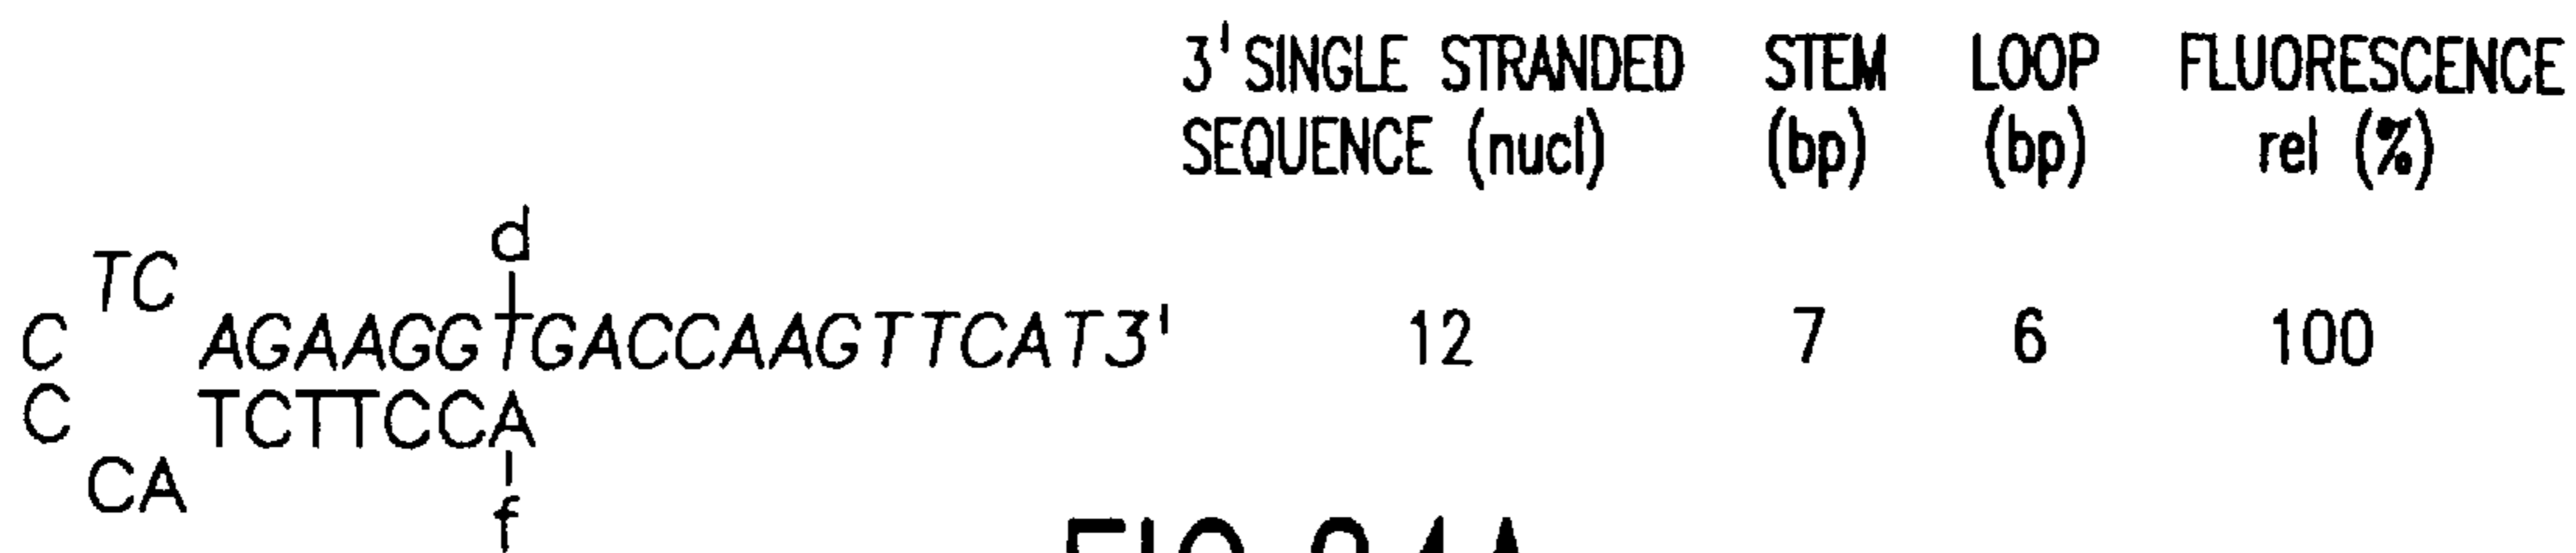 3' SINGLE STRANDED STEM LOOP FLUORESCENCE
SEQUENCE (nucl) (bp) (bp) rel (%)
d
TC
C AGAAGGTGACCAAGTTCAT3' 12 7 6 100
C TCTTCCA
CA
f